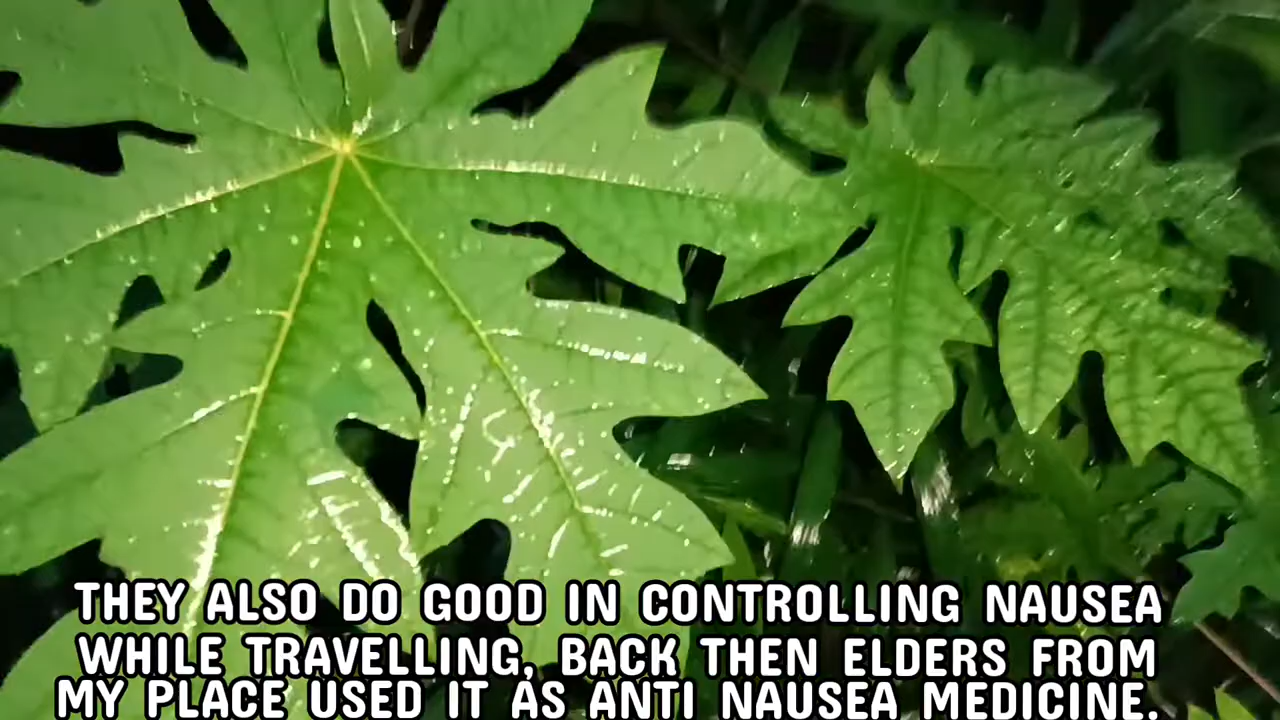 THEY ALSO DO GOOD IN CONTROLLING NAUSEA
WHILE TRAVELLING, BACK THEN ELDERS FROM
MY PLACE USED IT AS ANTI NAUSEA MEDICINE.